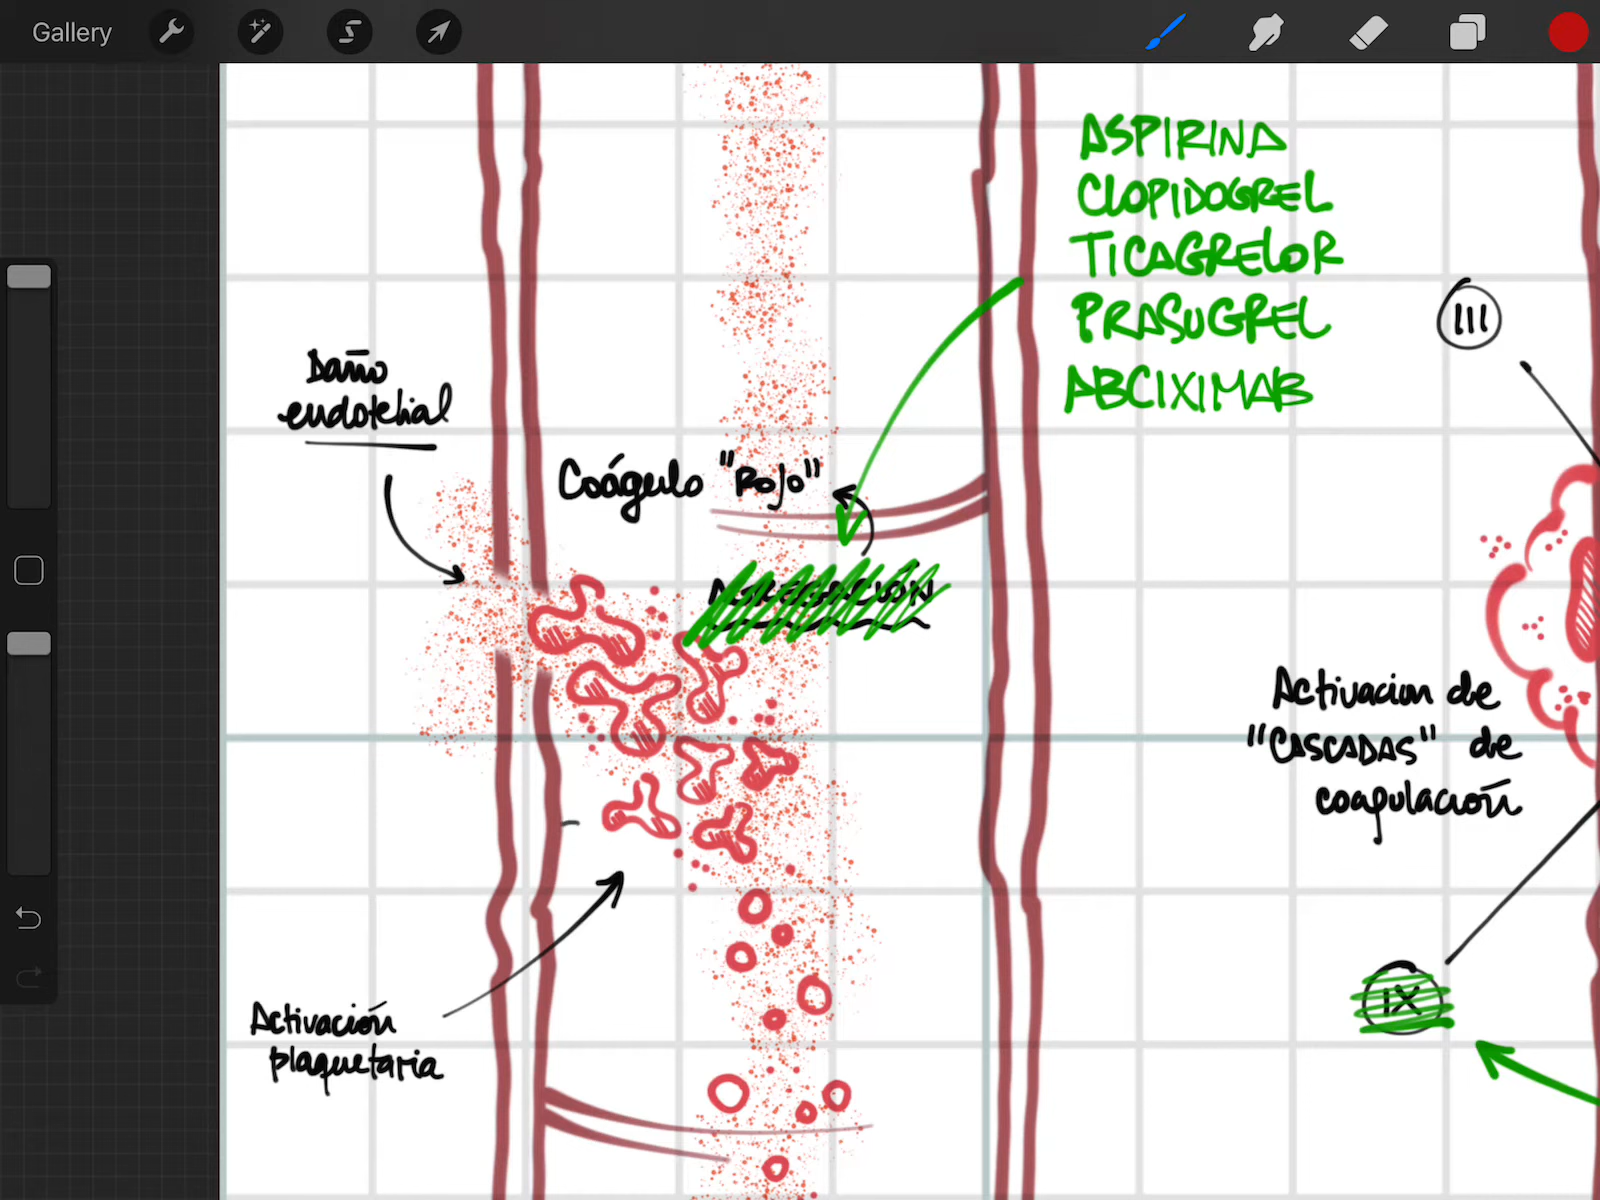 Gallery
ASPIRINA
CLOPIDOGREL
TICAGRELOR
PRASUGREL
ABCIXIMAB
III
Daño
endotelial
Coágulo "Rojo"
AGREGACION
Activacion de
"CASCADAS" de
coagulación
IX
Activación
plaquetaria